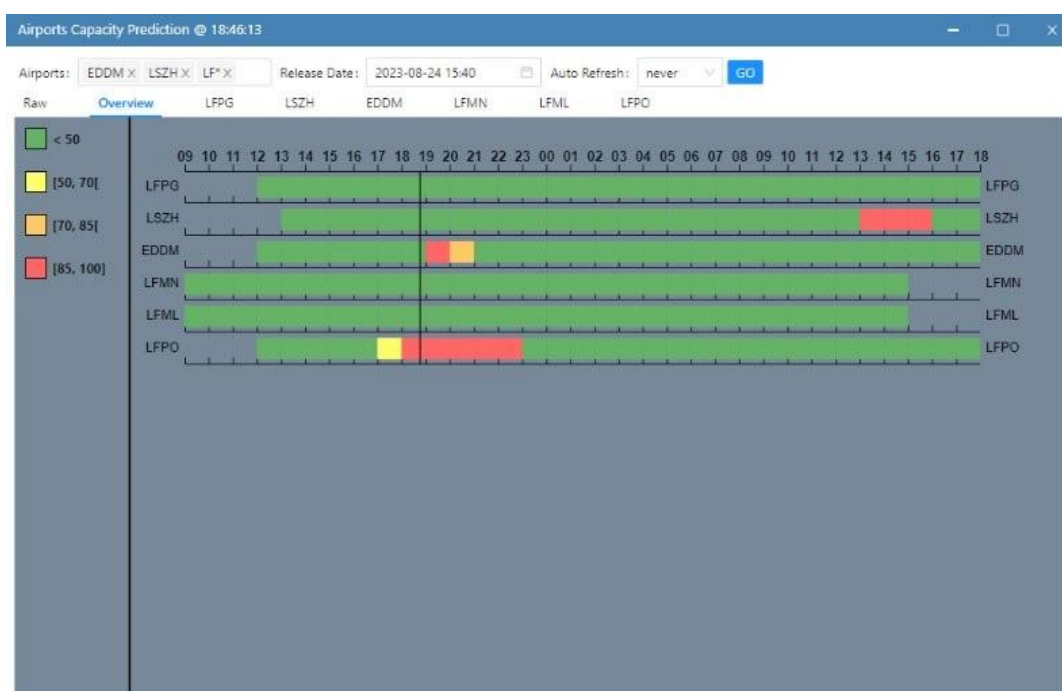 Airports Capacity Prediction @ 18:46:13
Airports: EDDM × LSZH × LF* × Release Date: 2023-08-24 15:40 Auto Refresh: never GO
Raw Overview LFPG LSZH EDDM LFMN LFML LFPO
< 50
09 10 11 12 13 14 15 16 17 18 19 20 21 22 23 00 01 02 03 04 05 06 07 08 09 10 11 12 13 14 15 16 17 18
[50, 70[ LFPG LFPG
[70, 85[ LSZH LSZH
EDDM EDDM
[85, 100] LFMN LFMN
LFML LFML
LFPO LFPO